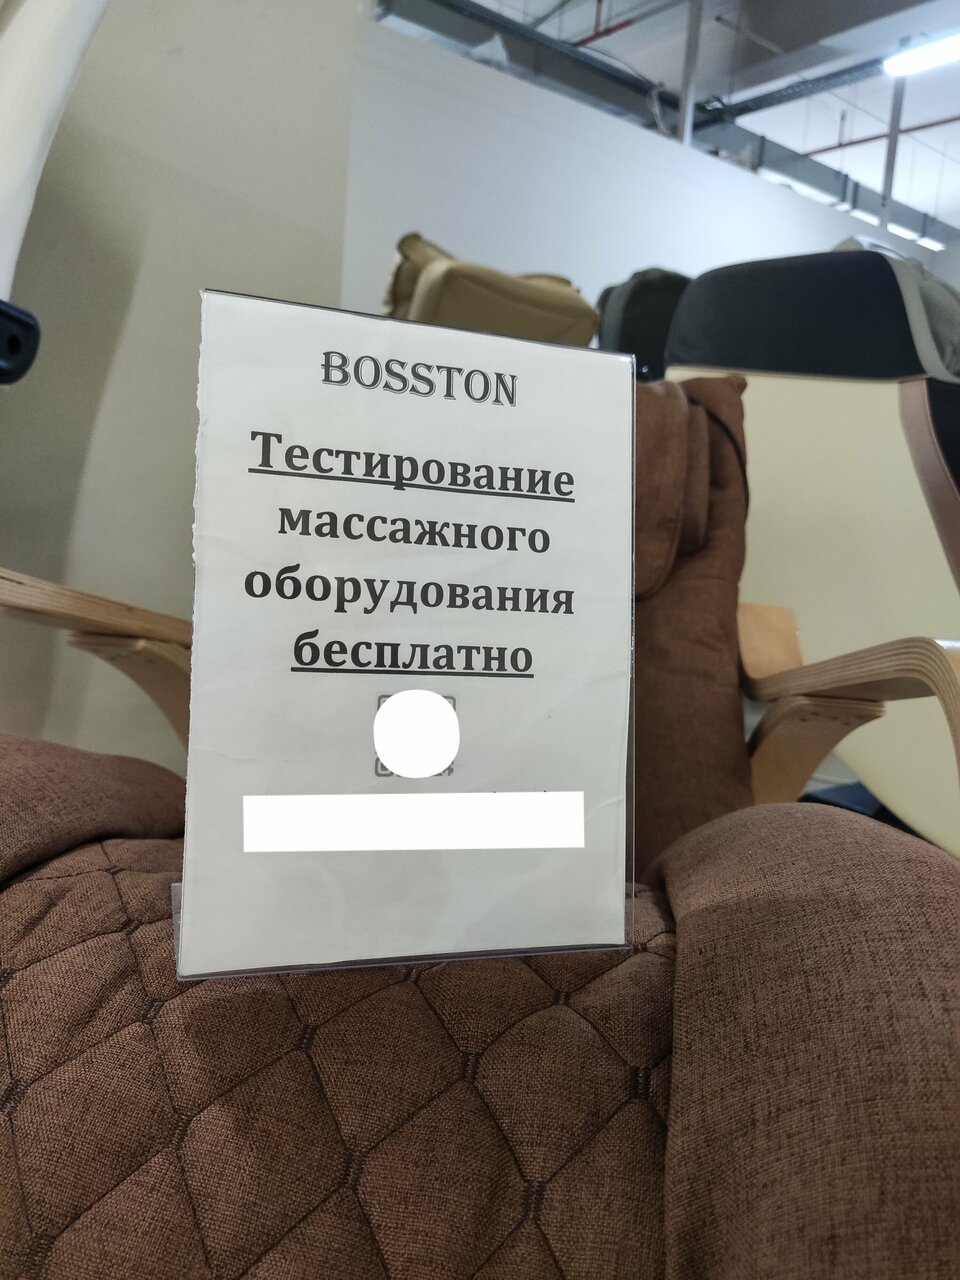 BOSSTON
Тестирование
массажного
оборудования
бесплатно